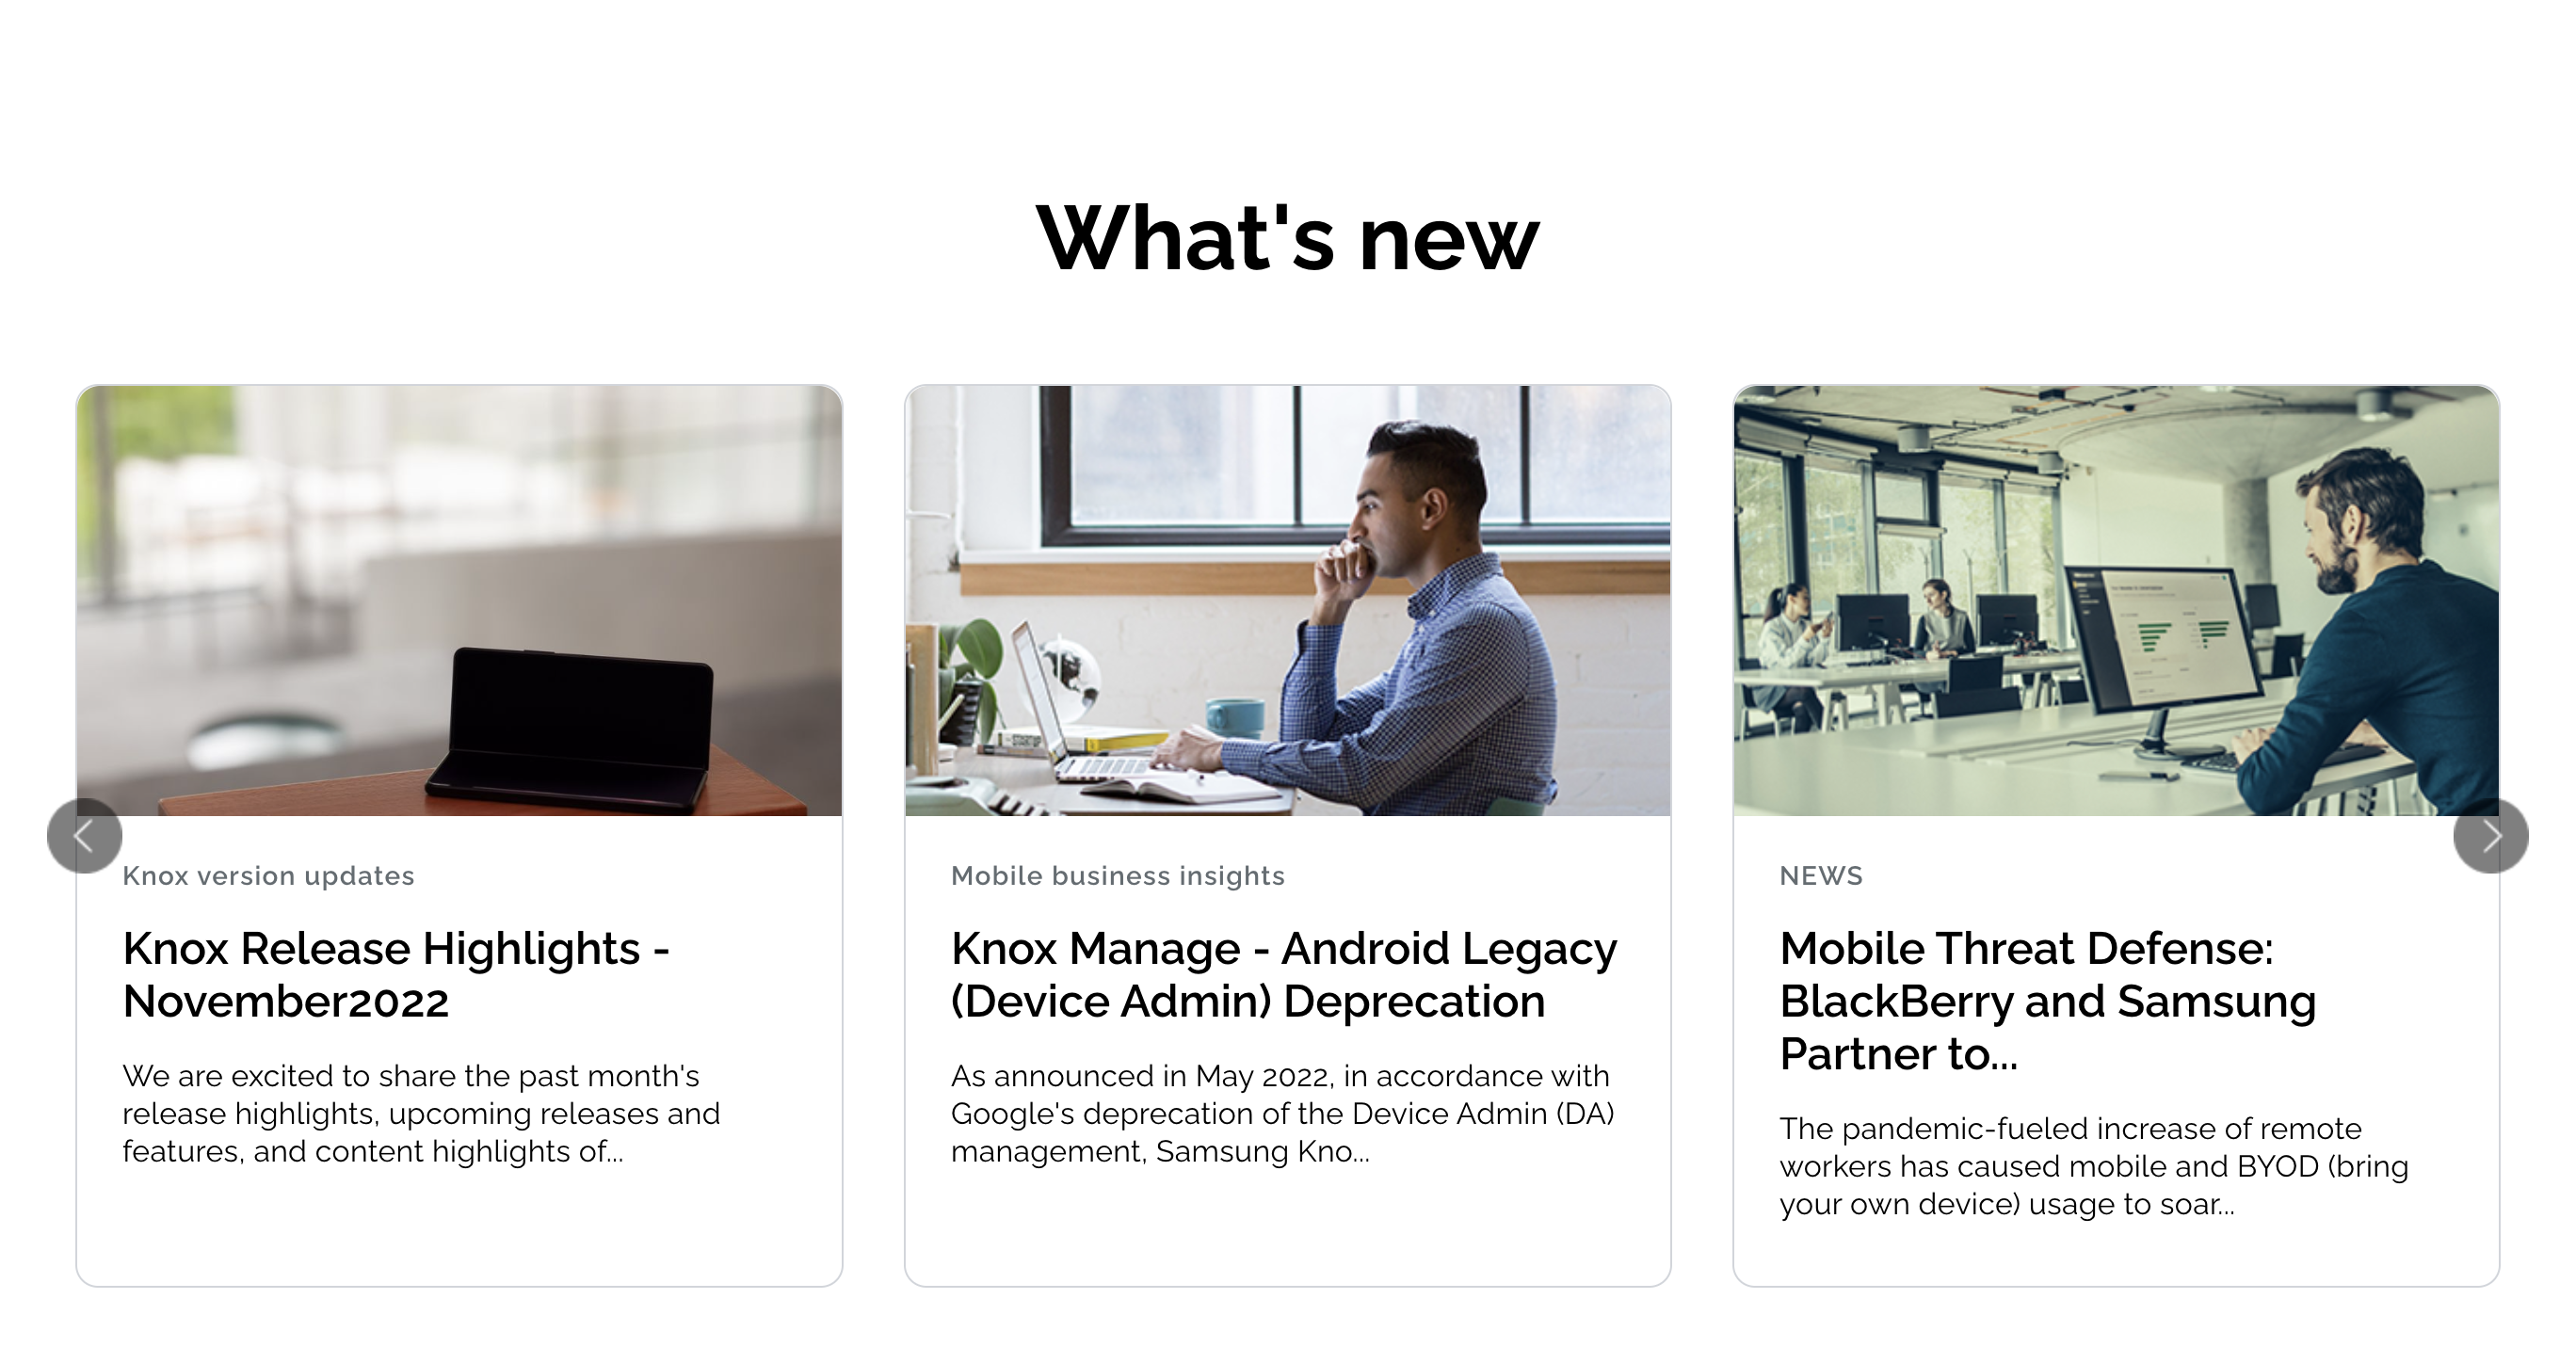 What's new
Knox version updates
Knox Release Highlights -
November2022
We are excited to share the past month's
release highlights, upcoming releases and
features, and content highlights of...
Mobile business insights
Knox Manage - Android Legacy
(Device Admin) Deprecation
As announced in May 2022, in accordance with
Google's deprecation of the Device Admin (DA)
management, Samsung Kno...
NEWS
Mobile Threat Defense:
BlackBerry and Samsung
Partner to...
The pandemic-fueled increase of remote
workers has caused mobile and BYOD (bring
your own device) usage to soar...